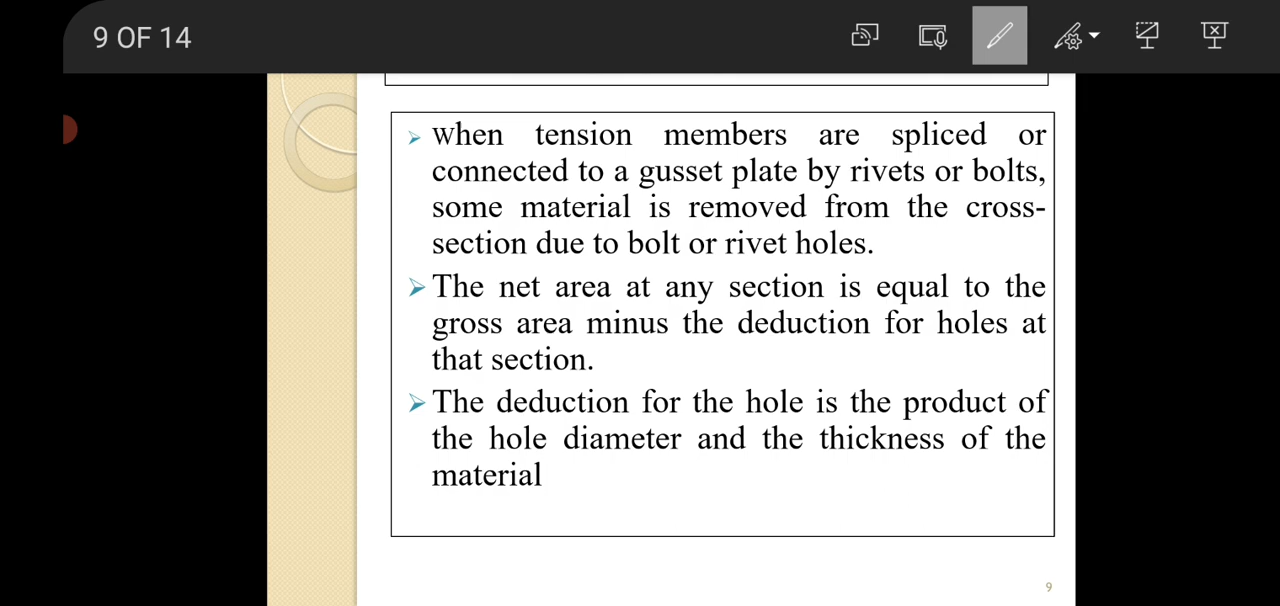 9 OF 14
When tension members are spliced or
connected to a gusset plate by rivets or bolts,
some material is removed from the cross-
section due to bolt or rivet holes.
The net area at any section is equal to the
gross area minus the deduction for holes at
that section.
The deduction for the hole is the product of
the hole diameter and the thickness of the
material
9